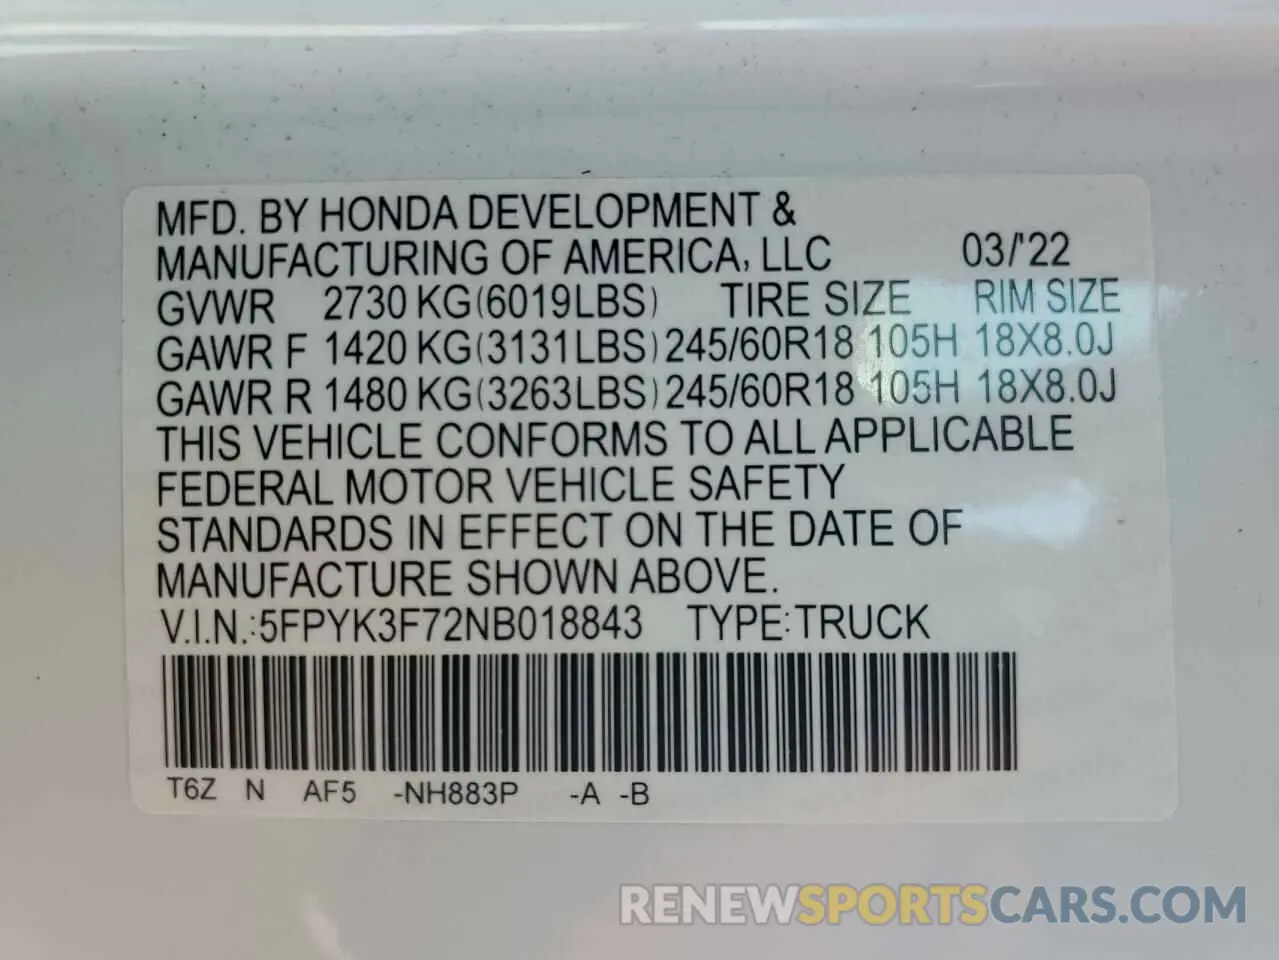 MFD. BY HONDA DEVELOPMENT &
MANUFACTURING OF AMERICA, LLC 03/'22
GVWR 2730 KG(6019LBS) TIRE SIZE RIM SIZE
GAWR F 1420 KG(3131LBS) 245/60R18 105H 18X8.0J
GAWR R 1480 KG(3263LBS) 245/60R18 105H 18X8.0J
THIS VEHICLE CONFORMS TO ALL APPLICABLE
FEDERAL MOTOR VEHICLE SAFETY
STANDARDS IN EFFECT ON THE DATE OF
MANUFACTURE SHOWN ABOVE.
V.I.N.:5FPYK3F72NB018843 TYPE:TRUCK
T6Z N AF5 -NH883P -A -B
RENEWSPORTSCARS.COM